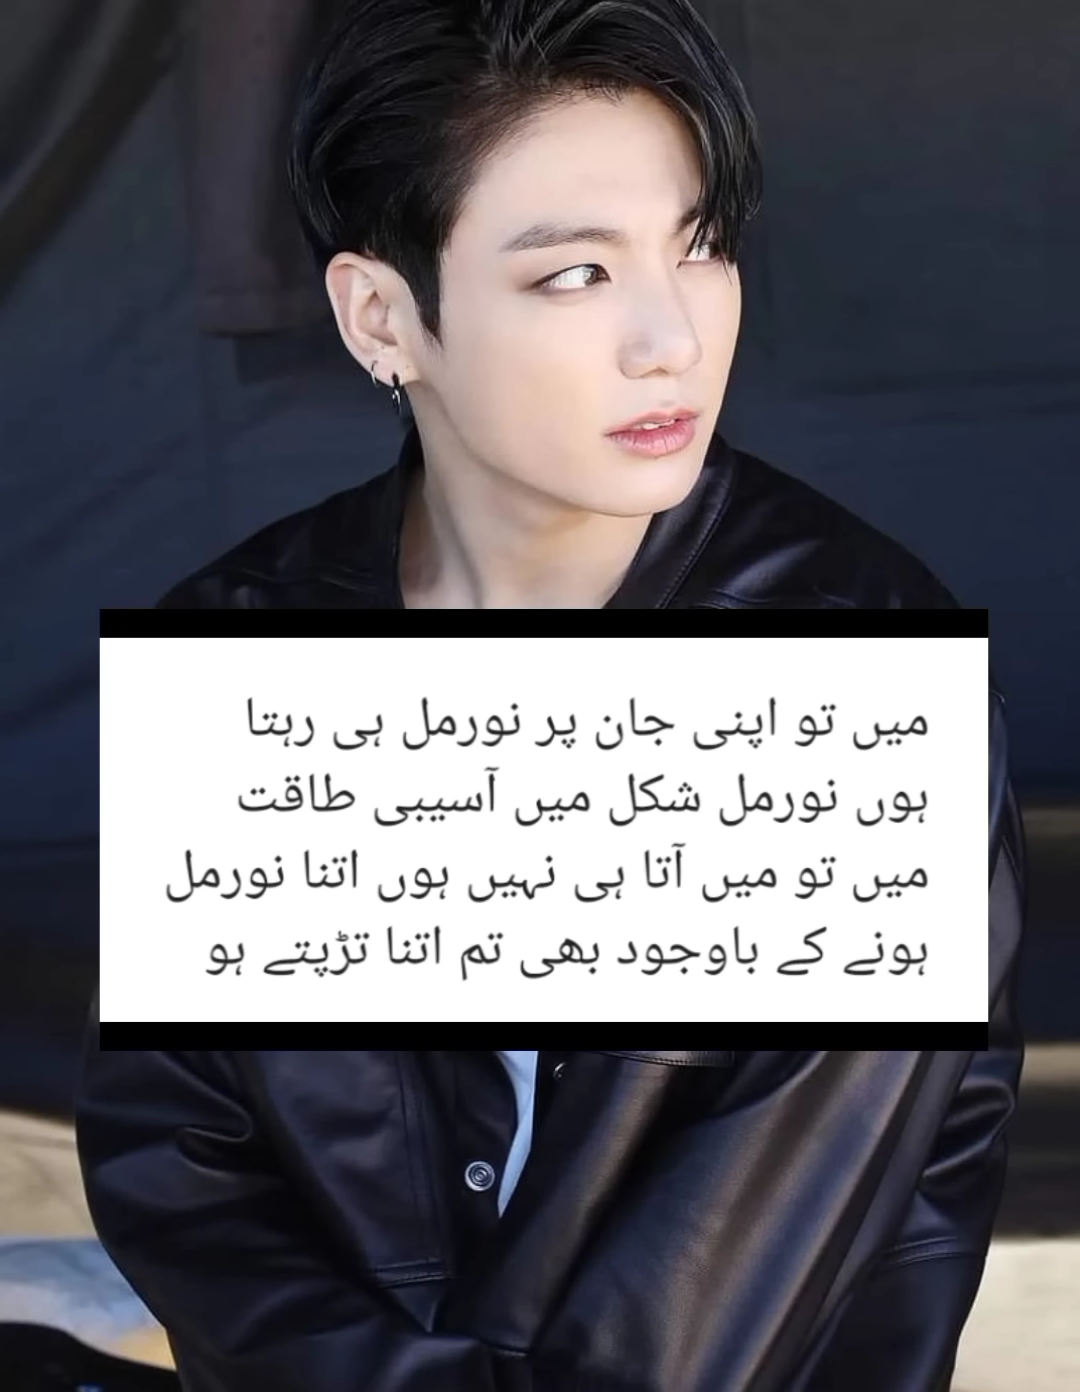 میں تو اپنی جان پر نورمل ہی رہتا
ہوں نورمل شکل میں آسیبی طاقت
میں تو میں آتا ہی نہیں ہوں اتنا نورمل
ہونے کے باوجود بھی تم اتنا تڑپتے ہو